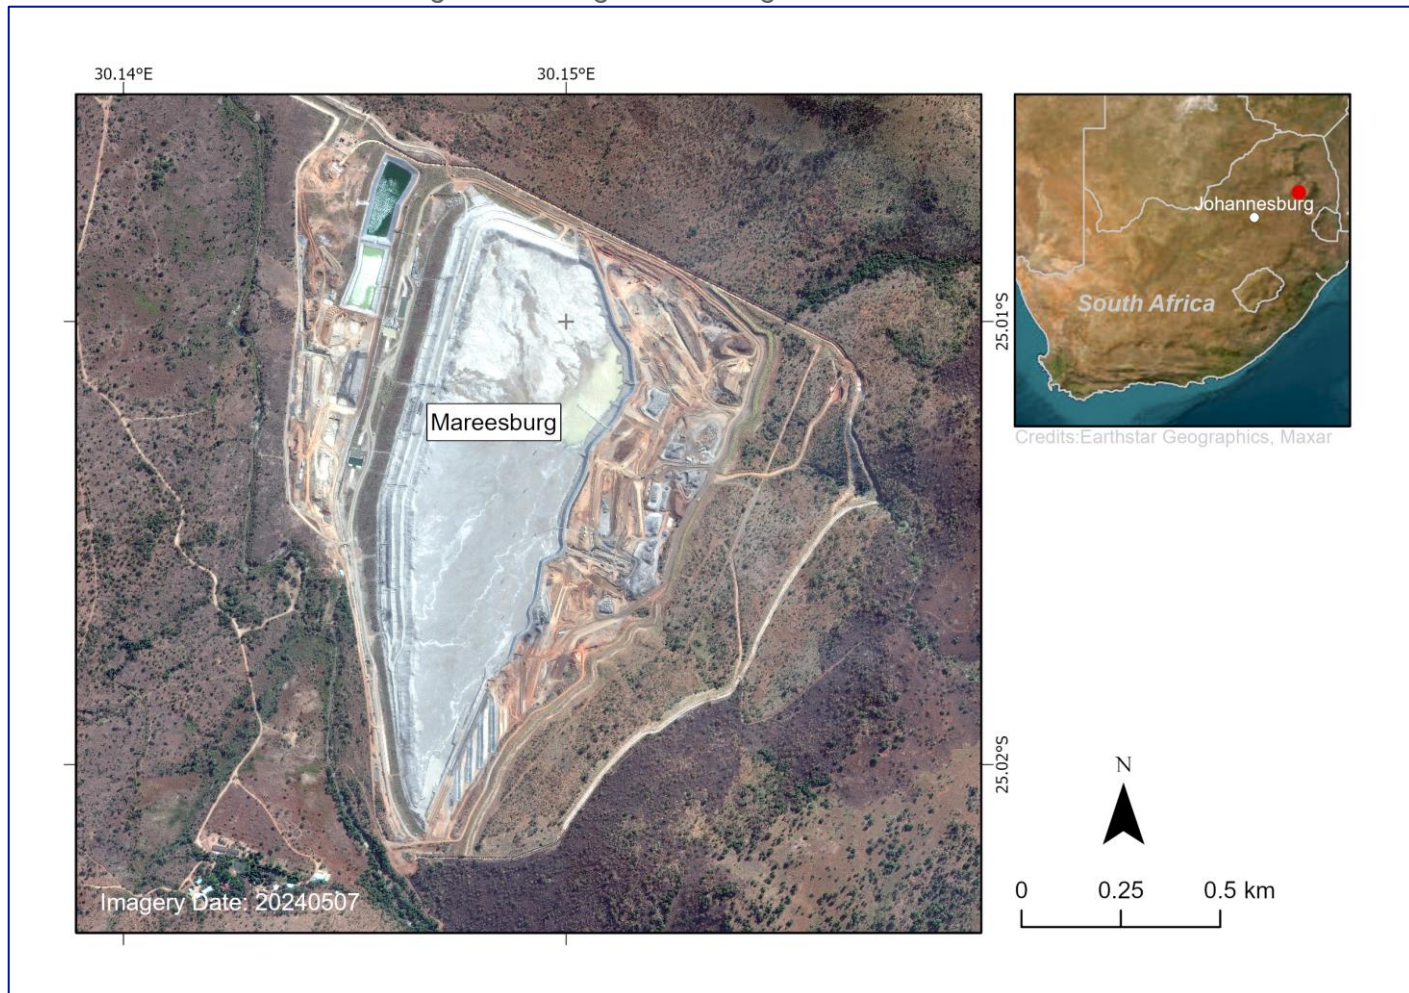 30.14°E
30.15°E
Johannesburg
South Africa
25.01°S
Mareesburg
Credits:Earthstar Geographics, Maxar
25.02°S
N
0 0.25 0.5 km
Imagery Date: 20240507